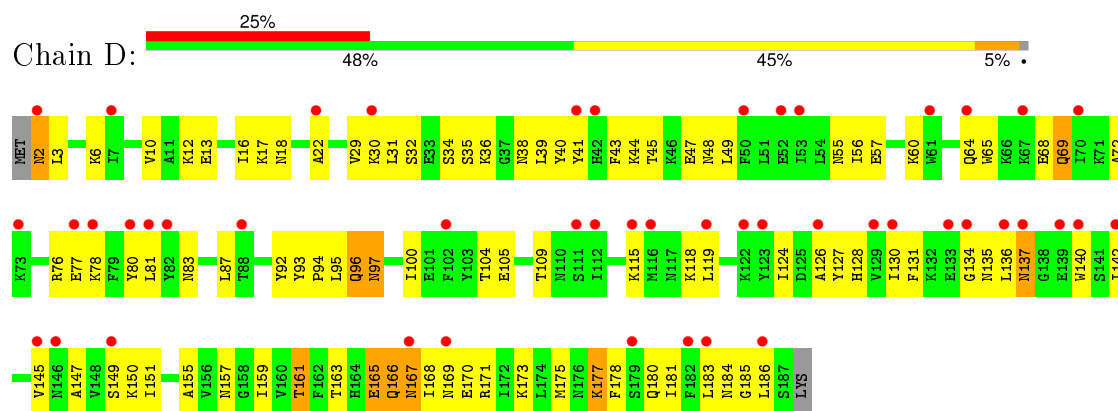 25%
Chain D:
48% 45% 5% •
MET N2 L3 K6 I7 V10 A11 K12 E13 I16 K17 N18 A22 V29 K30 L31 S32 E33 S34 S35 K36 G37 N38 L39 Y40 Y41 H42 F43 K44 T45 K46 E47 N48 L49 F50 L51 E52 I53 L54 N55 I56 E57 K60 W61 Q64 W65 K66 K67 E68 Q69 I70 K71 A72
K73 R76 E77 K78 F79 Y80 L81 Y82 N83 L87 T88 Y92 Y93 P94 L95 Q96 N97 I100 E101 F102 Y103 T104 E105 T109 N110 S111 I112 K115 M116 N117 K118 L119 K122 Y123 I124 D125 A126 Y127 H128 V129 I130 F131 K132 E133 G134 N135 L136 N137 G138 E139 W140 S141 I142
V145 N146 A147 V148 S149 K150 I151 A155 V156 N157 G158 I159 V160 T161 F162 T163 H164 E165 Q166 N167 I168 N169 E170 R171 I172 K173 L174 M175 N176 K177 F178 S179 Q180 I181 F182 L183 N184 G185 L186 S187 LYS